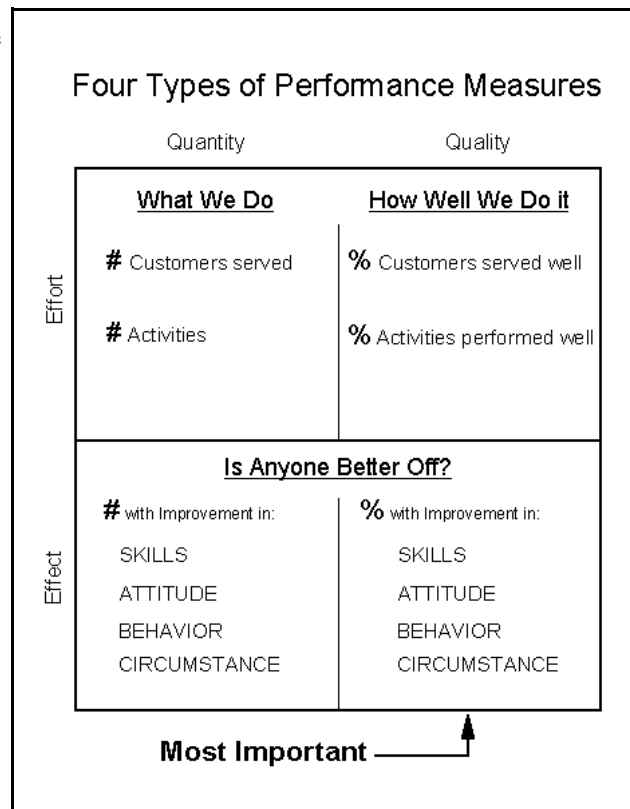 Four Types of Performance Measures
Quantity
Quality
Effort
What We Do
How Well We Do it
# Customers served
% Customers served well
# Activities
% Activities performed well
Effect
Is Anyone Better Off?
# with Improvement in:
% with Improvement in:
SKILLS
SKILLS
ATTITUDE
ATTITUDE
BEHAVIOR
BEHAVIOR
CIRCUMSTANCE
CIRCUMSTANCE
Most Important